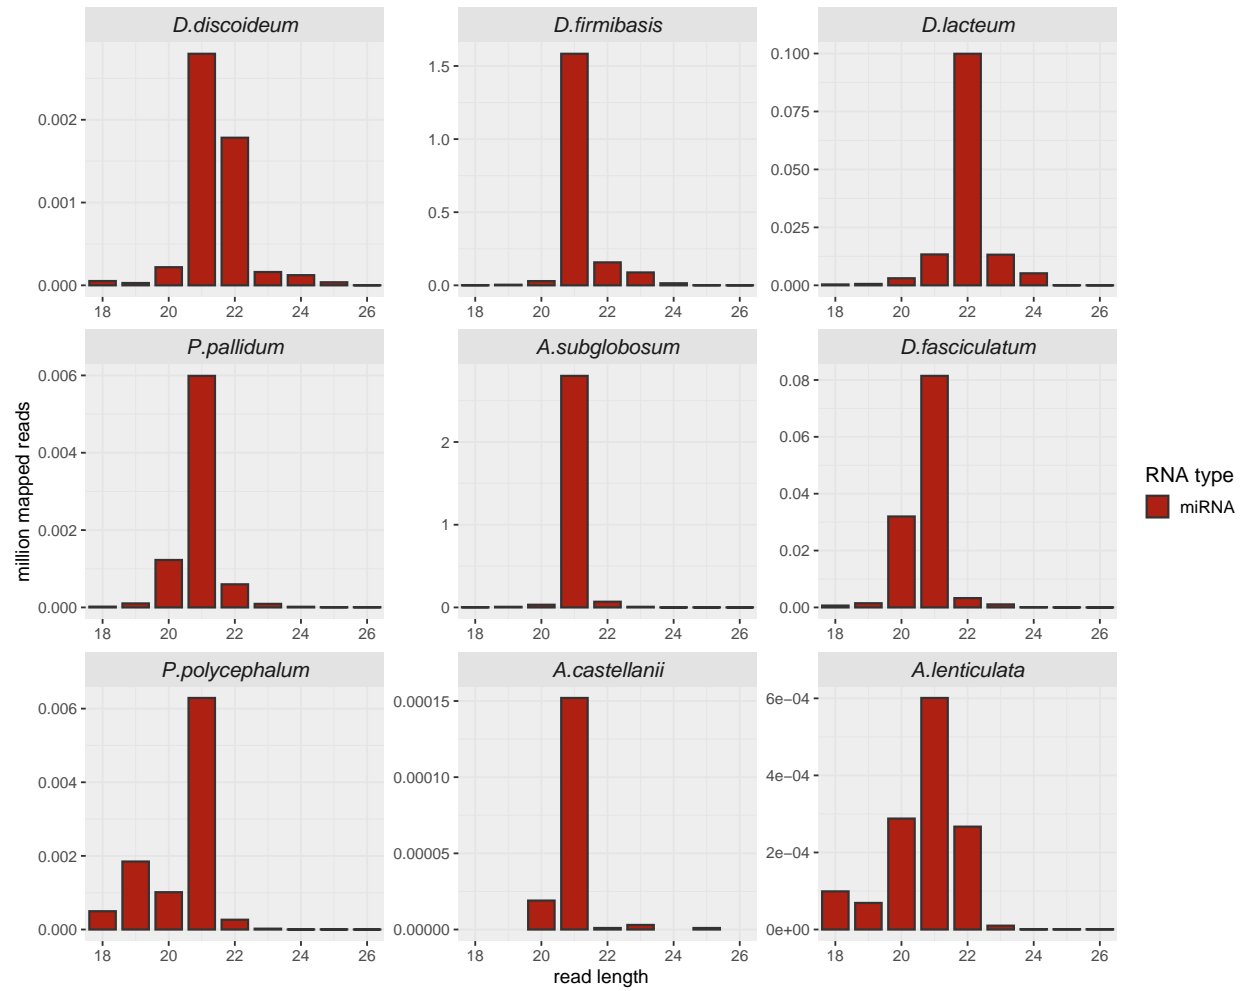 D.discoideum
D.firmibasis
D.lacteum
0.002
0.001
0.000
18 20 22 24 26
1.5
1.0
0.5
0.0
18 20 22 24 26
0.100
0.075
0.050
0.025
0.000
18 20 22 24 26
P.pallidum
A.subglobosum
D.fasciculatum
million mapped reads
0.006
0.004
0.002
0.000
18 20 22 24 26
2
1
0
18 20 22 24 26
0.08
0.06
0.04
0.02
0.00
18 20 22 24 26
RNA type
miRNA
P.polycephalum
A.castellanii
A.lenticulata
0.006
0.004
0.002
0.000
18 20 22 24 26
0.00015
0.00010
0.00005
0.00000
18 20 22 24 26
6e−04
4e−04
2e−04
0e+00
18 20 22 24 26
read length